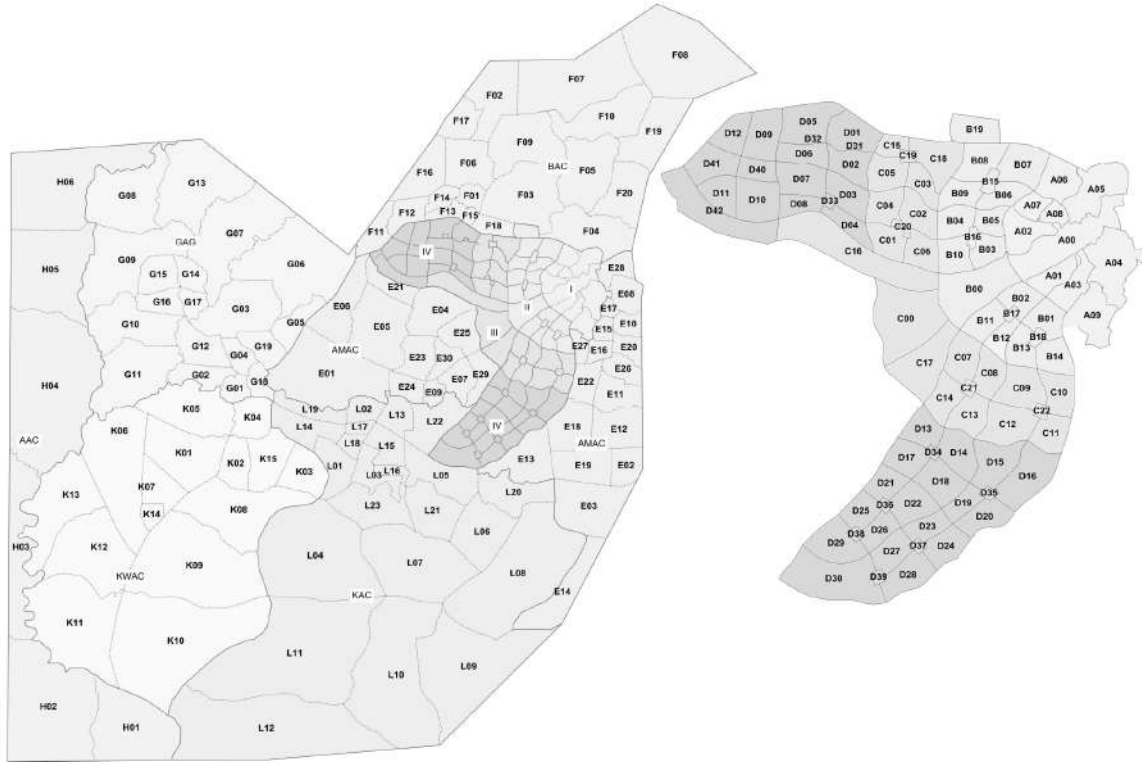 F08
F07
F02
F10
F17
F19
F09
BAC
F06
F05
F16
F03
F20
F14
F01
F12
F13
F15
F18
F11
F04
H06
G13
G08
G07
GAG
G09
G06
H05
G15
G14
G16
G17
G03
G10
G05
G12
G19
G04
G11
G02
G01
G18
H04
AAC
IV
E28
E21
I
E08
E06
E04
II
E17
E05
E10
III
E15
E25
AMAC
E27
E16
E20
E23
E30
E26
E01
E07
E29
E22
E24
E09
E11
L19
L02
L13
L22
L14
L17
IV
E18
E12
L18
L15
AMAC
E13
E19
E02
L01
L03
L16
L05
L20
L23
L21
E03
L06
L04
L07
L08
E14
KAC
L11
L09
L10
L12
K05
K04
K06
K01
K02
K15
K03
K07
K13
K14
K08
K12
H03
K09
KWAC
K11
K10
H02
H01
D05
D12
D09
D32
D01
D31
B19
C15
C19
C18
D06
D02
B08
B07
D41
D40
C05
B15
A06
A05
D07
C03
B09
B06
D11
D10
D08
D33
D03
C04
C02
A07
A08
D42
B04
B05
D04
C20
A02
C01
B16
A00
C16
C06
B10
B03
A04
A01
A03
B00
B02
C00
B11
B17
B01
A09
B12
B18
B13
B14
C17
C07
C08
C21
C09
C10
C14
C22
C13
C12
C11
D13
D17
D34
D14
D15
D16
D21
D18
D35
D36
D22
D19
D25
D20
D26
D23
D38
D29
D27
D37
D24
D30
D39
D28